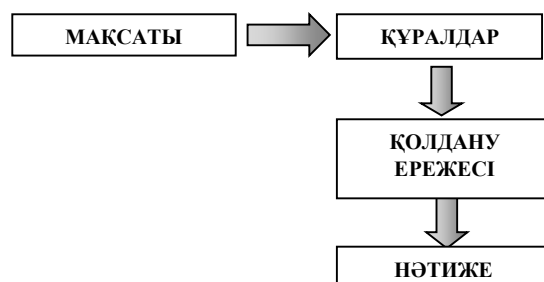 МАҚСАТЫ
ҚҰРАЛДАР
ҚОЛДАНУ
ЕРЕЖЕСІ
НӘТИЖЕ